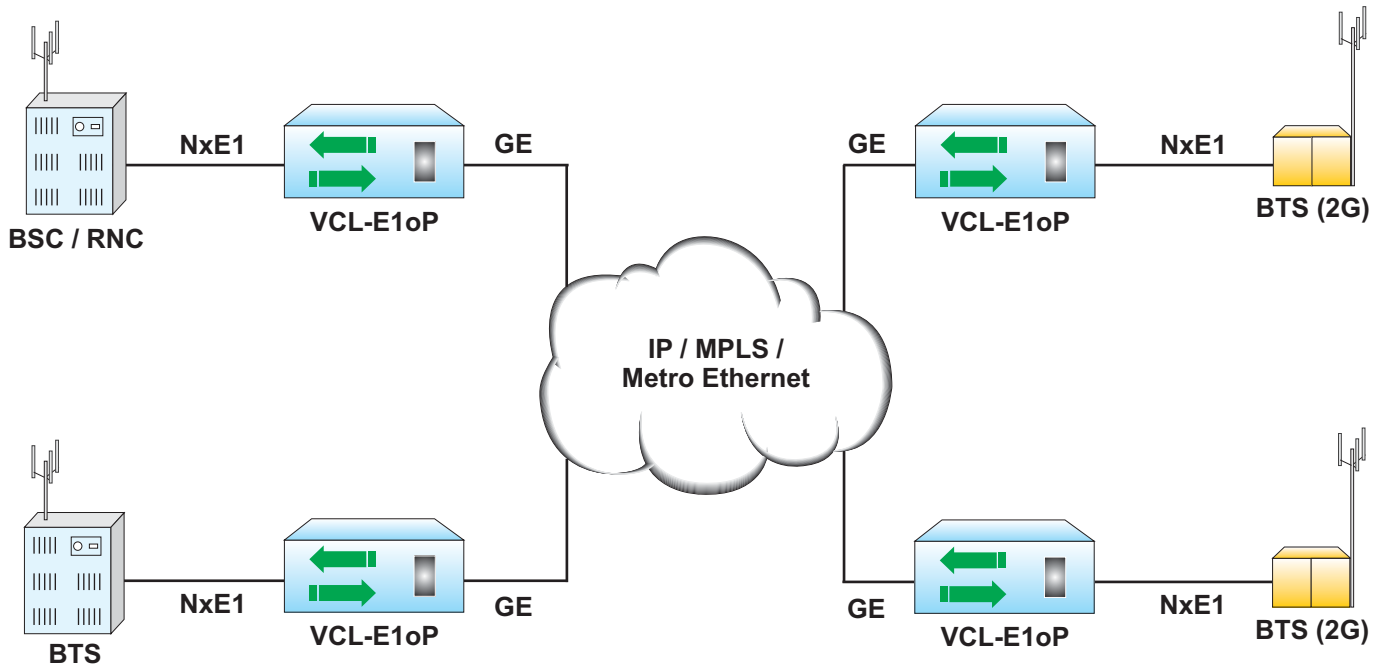 NxE1
GE
GE
NxE1
VCL-E1oP
VCL-E1oP
BTS (2G)
BSC / RNC
IP / MPLS /
Metro Ethernet
NxE1
GE
GE
NxE1
VCL-E1oP
VCL-E1oP
BTS (2G)
BTS